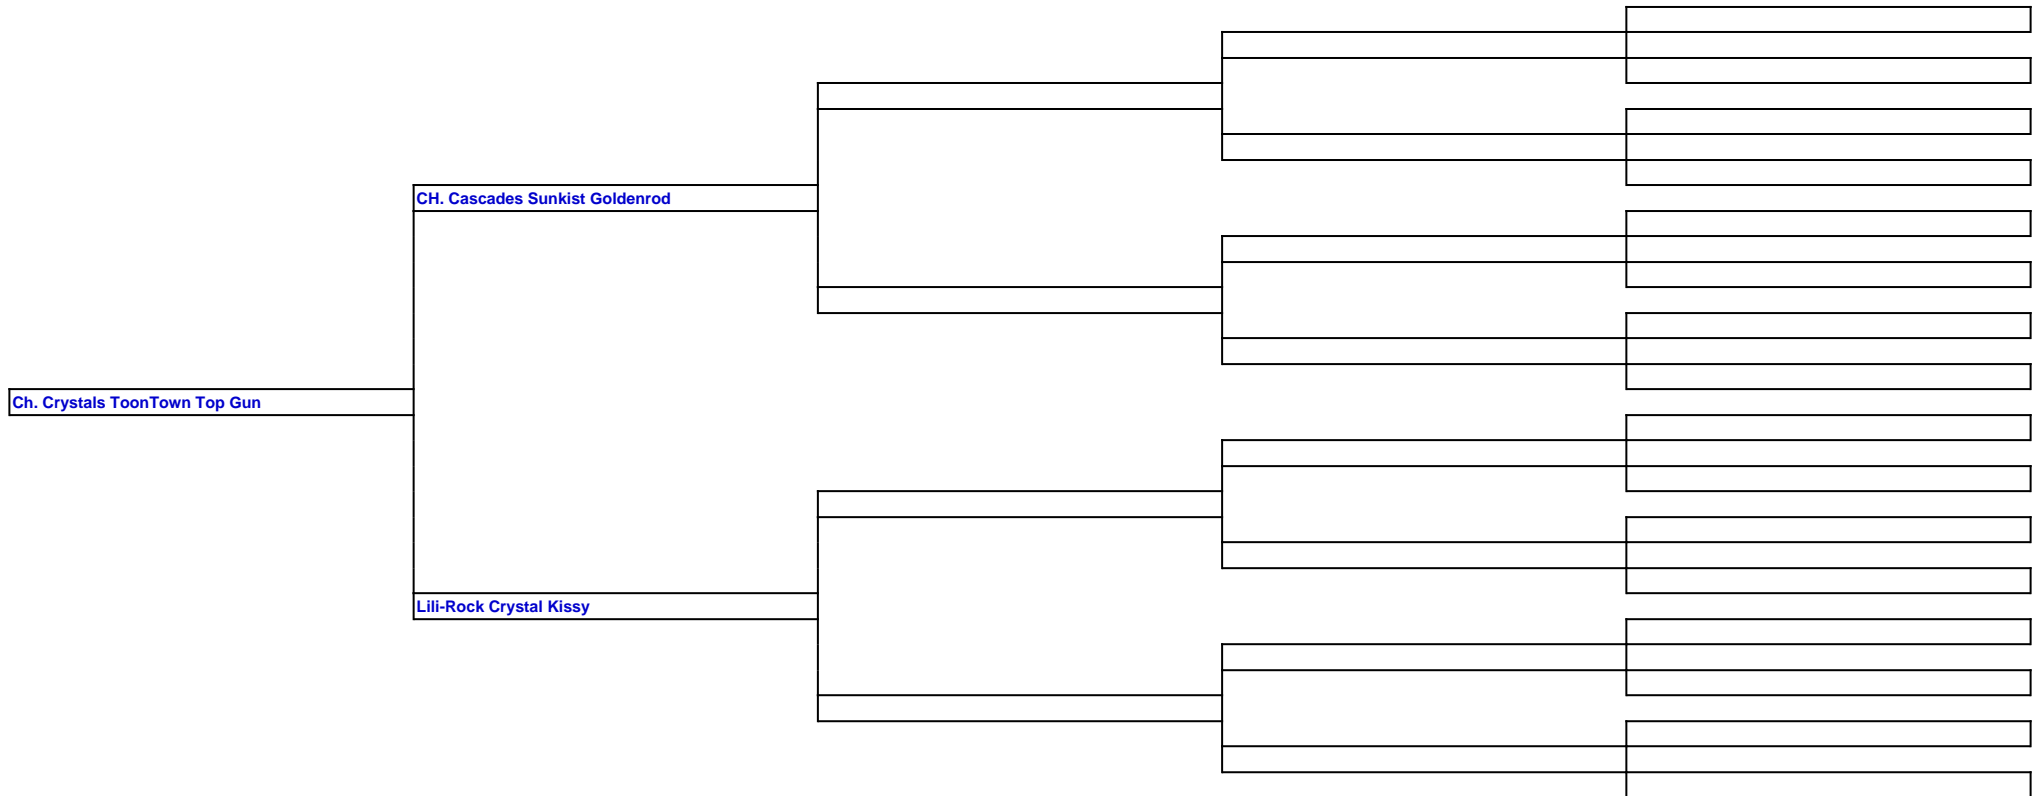 CH. Cascades Sunkist Goldenrod
Ch. Crystals ToonTown Top Gun
Lili-Rock Crystal Kissy